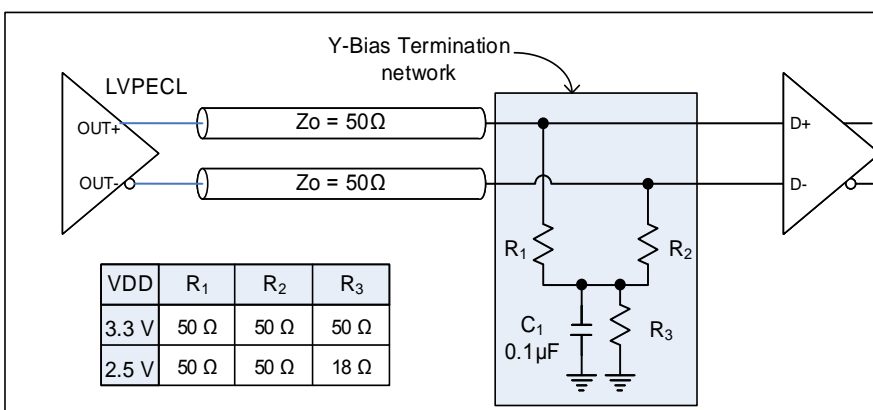 Y-Bias Termination
network
LVPECL
OUT+
Zo = 50Ω
D+
OUT-
Zo = 50Ω
D-
R1
R2
VDD R1 R2 R3
3.3 V 50 Ω 50 Ω 50 Ω
2.5 V 50 Ω 50 Ω 18 Ω
C1
0.1µF
R3